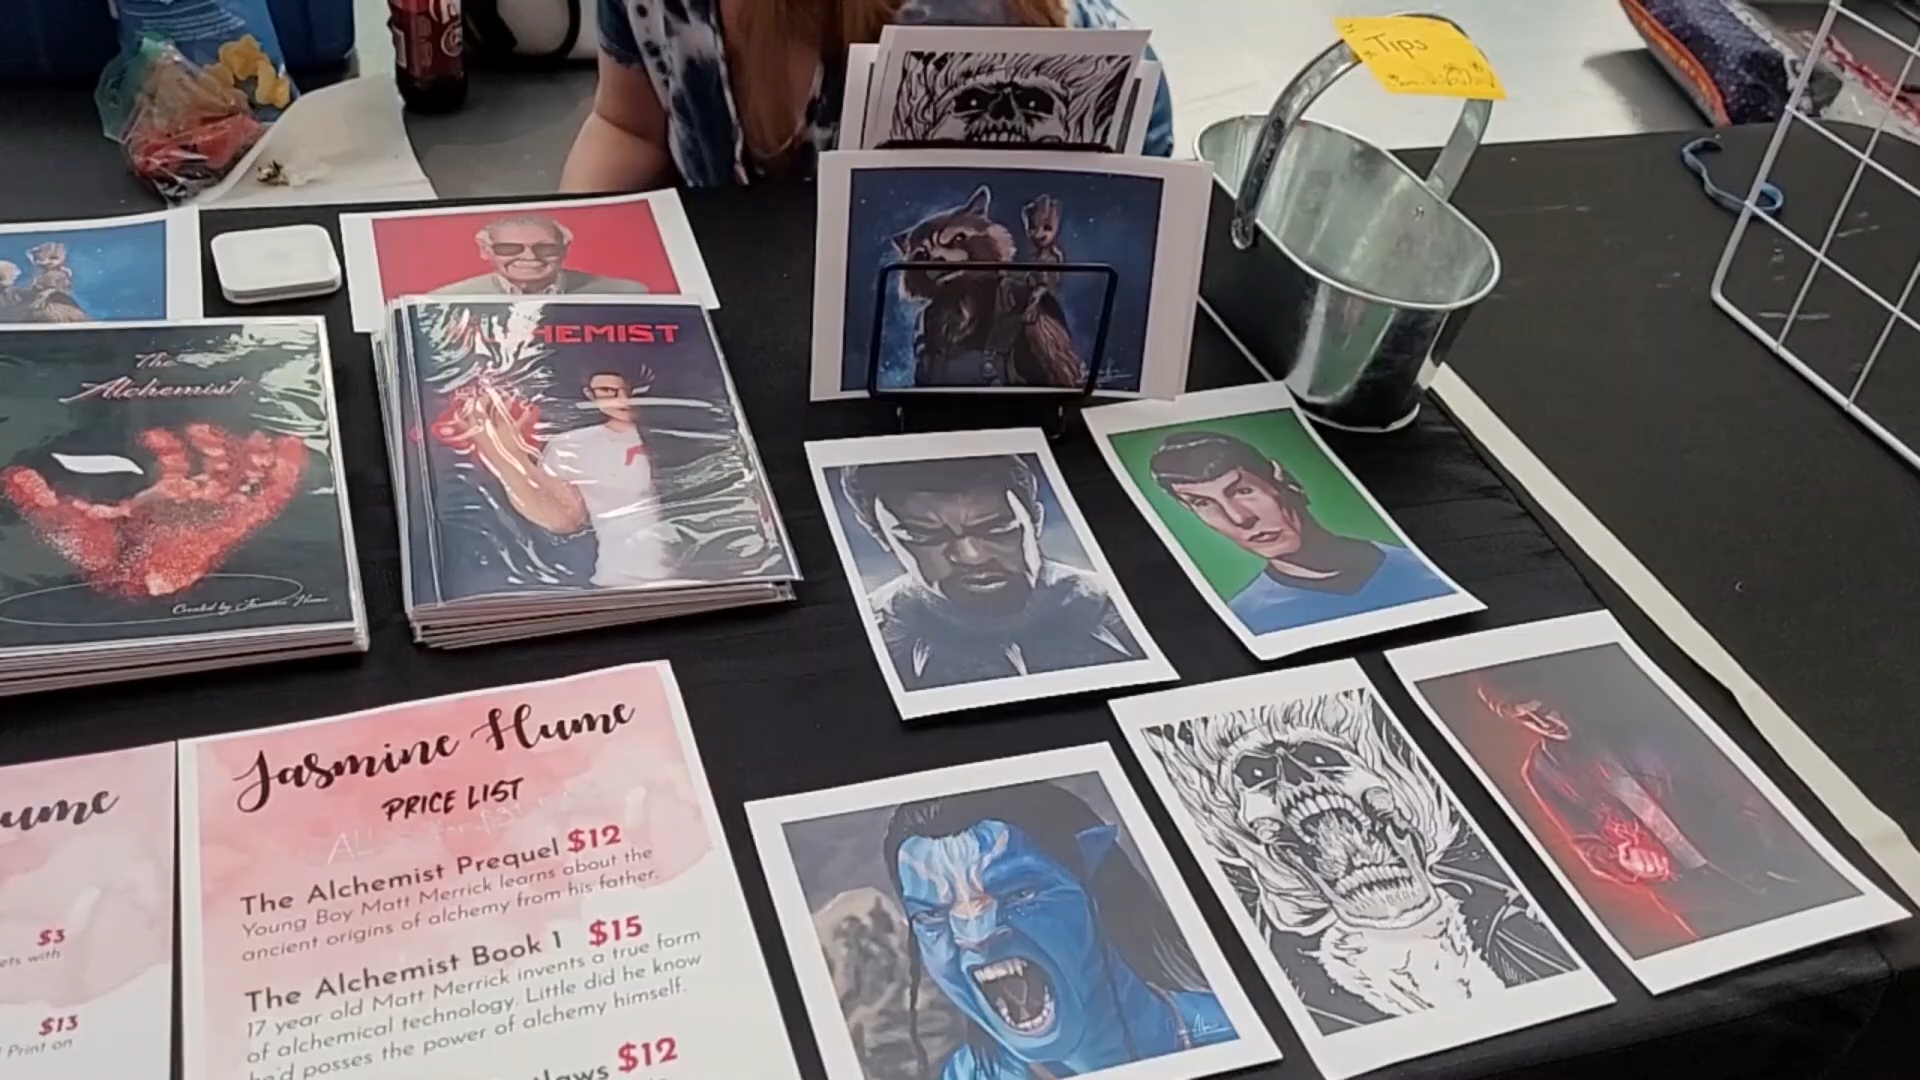 Tips
ALCHEMIST
The
Alchemist
Created by Jasmine Hume
Jasmine Hume
PRICE LIST
The Alchemist Prequel $12
Young Boy Matt Merrick learns about the
ancient origins of alchemy from his father.
The Alchemist Book 1 $15
17 year old Matt Merrick invents a true form
of alchemical technology. Little did he know
he'd posses the power of alchemy himself.
$12
ume
$3
ets with
$13
Print on